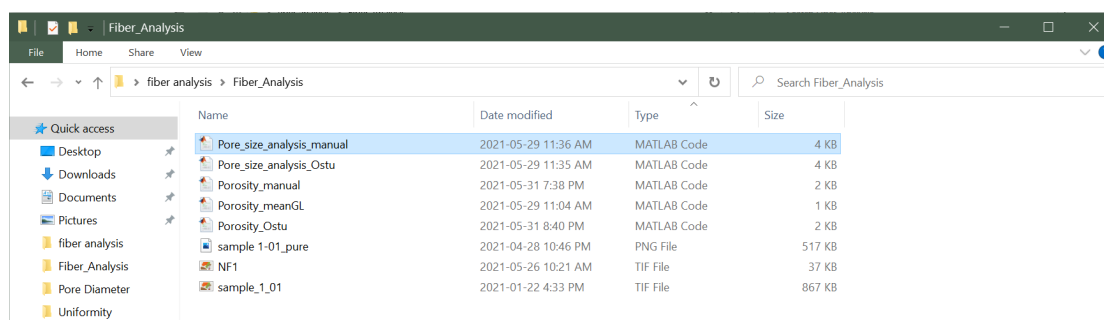 Fiber_Analysis
File Home Share View
fiber analysis > Fiber_Analysis Search Fiber_Analysis
Name Date modified Type Size
Quick access
Desktop
Downloads
Documents
Pictures
fiber analysis
Fiber_Analysis
Pore Diameter
Uniformity
Pore_size_analysis_manual 2021-05-29 11:36 AM MATLAB Code 4 KB
Pore_size_analysis_Ostu 2021-05-29 11:35 AM MATLAB Code 4 KB
Porosity_manual 2021-05-31 7:38 PM MATLAB Code 2 KB
Porosity_meanGL 2021-05-29 11:04 AM MATLAB Code 1 KB
Porosity_Ostu 2021-05-31 8:40 PM MATLAB Code 2 KB
sample 1-01_pure 2021-04-28 10:46 PM PNG File 517 KB
NF1 2021-05-26 10:21 AM TIF File 37 KB
sample_1_01 2021-01-22 4:33 PM TIF File 867 KB